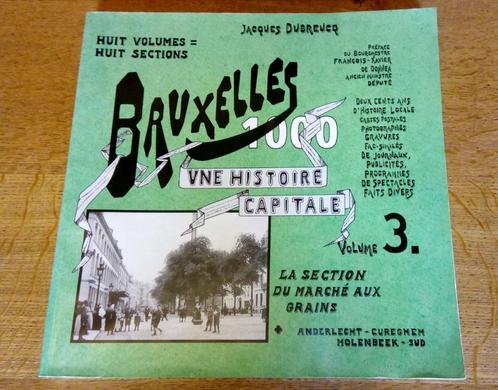 HUIT VOLUMES =
HUIT SECTIONS
JACQUES DUBREUCQ
PRÉFACE
DU BOURGMESTRE
FRANÇOIS-XAVIER
DE DONNEA
ANCIEN MINISTRE
DÉPUTÉ
BRUXELLES
1000
UNE HISTOIRE
CAPITALE
DEUX CENTS ANS
D'HISTOIRE LOCALE
CARTES POSTALES
PHOTOGRAPHIES
GRAVURES
FAC-SIMILÉS
DE JOURNAUX,
PUBLICITÉS,
PROGRAMMES
DE SPECTACLES
FAITS DIVERS
VOLUME 3.
LA SECTION
DU MARCHÉ AUX
GRAINS
+ ANDERLECHT - CUREGHEM
MOLENBEEK - SUD